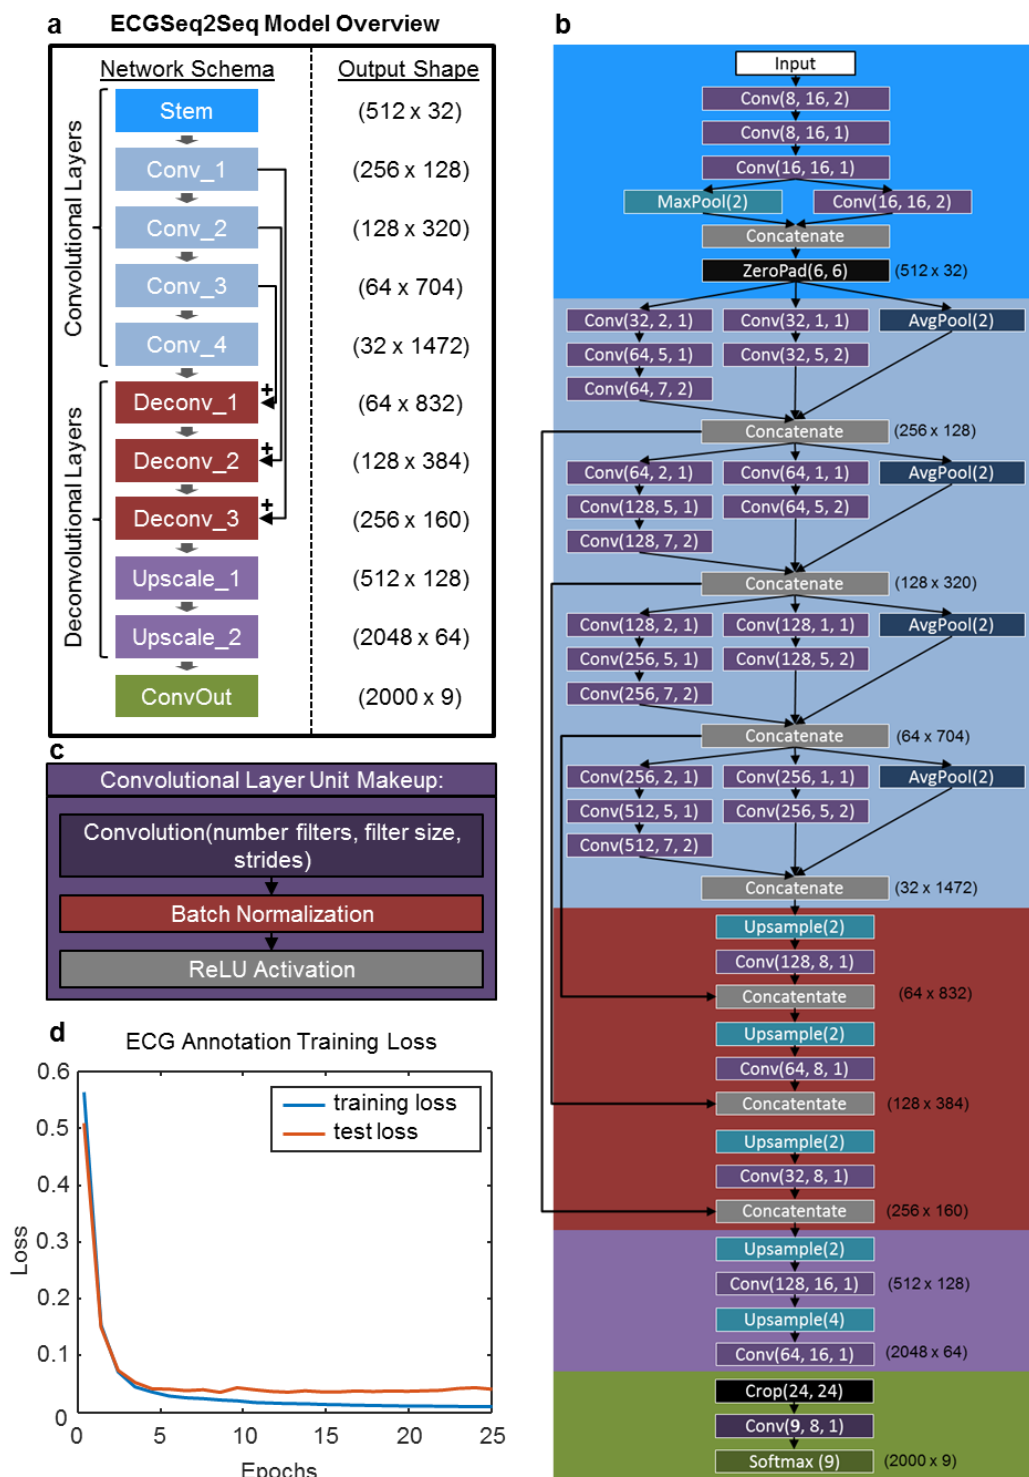 a
ECGSeq2Seq Model Overview
Network Schema
Output Shape
Convolutional Layers
Deconvolutional Layers
Stem
(512 x 32)
Conv_1
(256 x 128)
Conv_2
(128 x 320)
Conv_3
(64 x 704)
Conv_4
(32 x 1472)
Deconv_1
+
(64 x 832)
Deconv_2
+
(128 x 384)
Deconv_3
+
(256 x 160)
Upscale_1
(512 x 128)
Upscale_2
(2048 x 64)
ConvOut
(2000 x 9)
b
Input
Conv(8, 16, 2)
Conv(8, 16, 1)
Conv(16, 16, 1)
MaxPool(2)
Conv(16, 16, 2)
Concatenate
ZeroPad(6, 6)
(512 x 32)
Conv(32, 2, 1)
Conv(32, 1, 1)
AvgPool(2)
Conv(64, 5, 1)
Conv(32, 5, 2)
Conv(64, 7, 2)
Concatenate
(256 x 128)
Conv(64, 2, 1)
Conv(64, 1, 1)
AvgPool(2)
Conv(128, 5, 1)
Conv(64, 5, 2)
Conv(128, 7, 2)
Concatenate
(128 x 320)
Conv(128, 2, 1)
Conv(128, 1, 1)
AvgPool(2)
Conv(256, 5, 1)
Conv(128, 5, 2)
Conv(256, 7, 2)
Concatenate
(64 x 704)
Conv(256, 2, 1)
Conv(256, 1, 1)
AvgPool(2)
Conv(512, 5, 1)
Conv(256, 5, 2)
Conv(512, 7, 2)
Concatenate
(32 x 1472)
Upsample(2)
Conv(128, 8, 1)
Concatentate
(64 x 832)
Upsample(2)
Conv(64, 8, 1)
Concatentate
(128 x 384)
Upsample(2)
Conv(32, 8, 1)
Concatentate
(256 x 160)
Upsample(2)
Conv(128, 16, 1)
(512 x 128)
Upsample(4)
Conv(64, 16, 1)
(2048 x 64)
Crop(24, 24)
Conv(9, 8, 1)
Softmax (9)
(2000 x 9)
c
Convolutional Layer Unit Makeup:
Convolution(number filters, filter size,
strides)
Batch Normalization
ReLU Activation
d
ECG Annotation Training Loss
training loss
test loss
Loss
0.6
0.5
0.4
0.3
0.2
0.1
0
0
5
10
15
20
25
Epochs